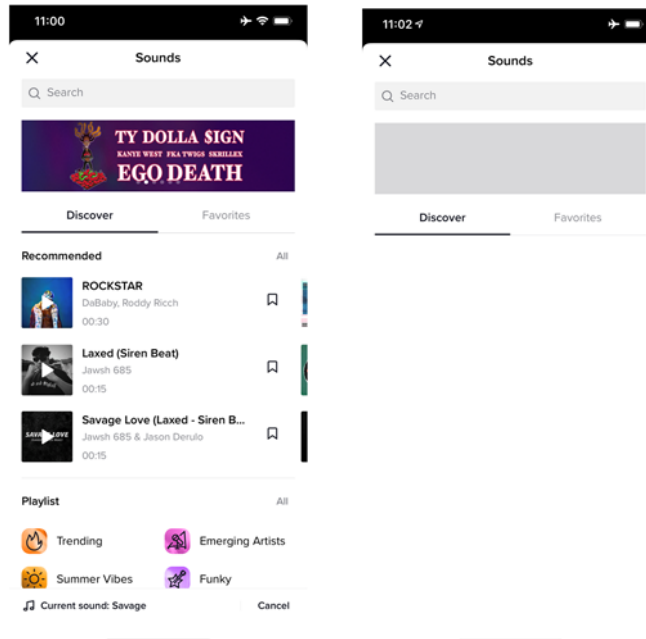 11:00
Sounds
Search
TY DOLLA $IGN
KANYE WEST FKA TWIGS SKRILLEX
EGO DEATH
Discover Favorites
Recommended All
ROCKSTAR
DaBaby, Roddy Ricch
00:30
Laxed (Siren Beat)
Jawsh 685
00:15
SAVAGE LOVE
Savage Love (Laxed - Siren B...
Jawsh 685 & Jason Derulo
00:15
Playlist All
Trending Emerging Artists
Summer Vibes Funky
Current sound: Savage Cancel
11:02
Sounds
Search
Discover Favorites